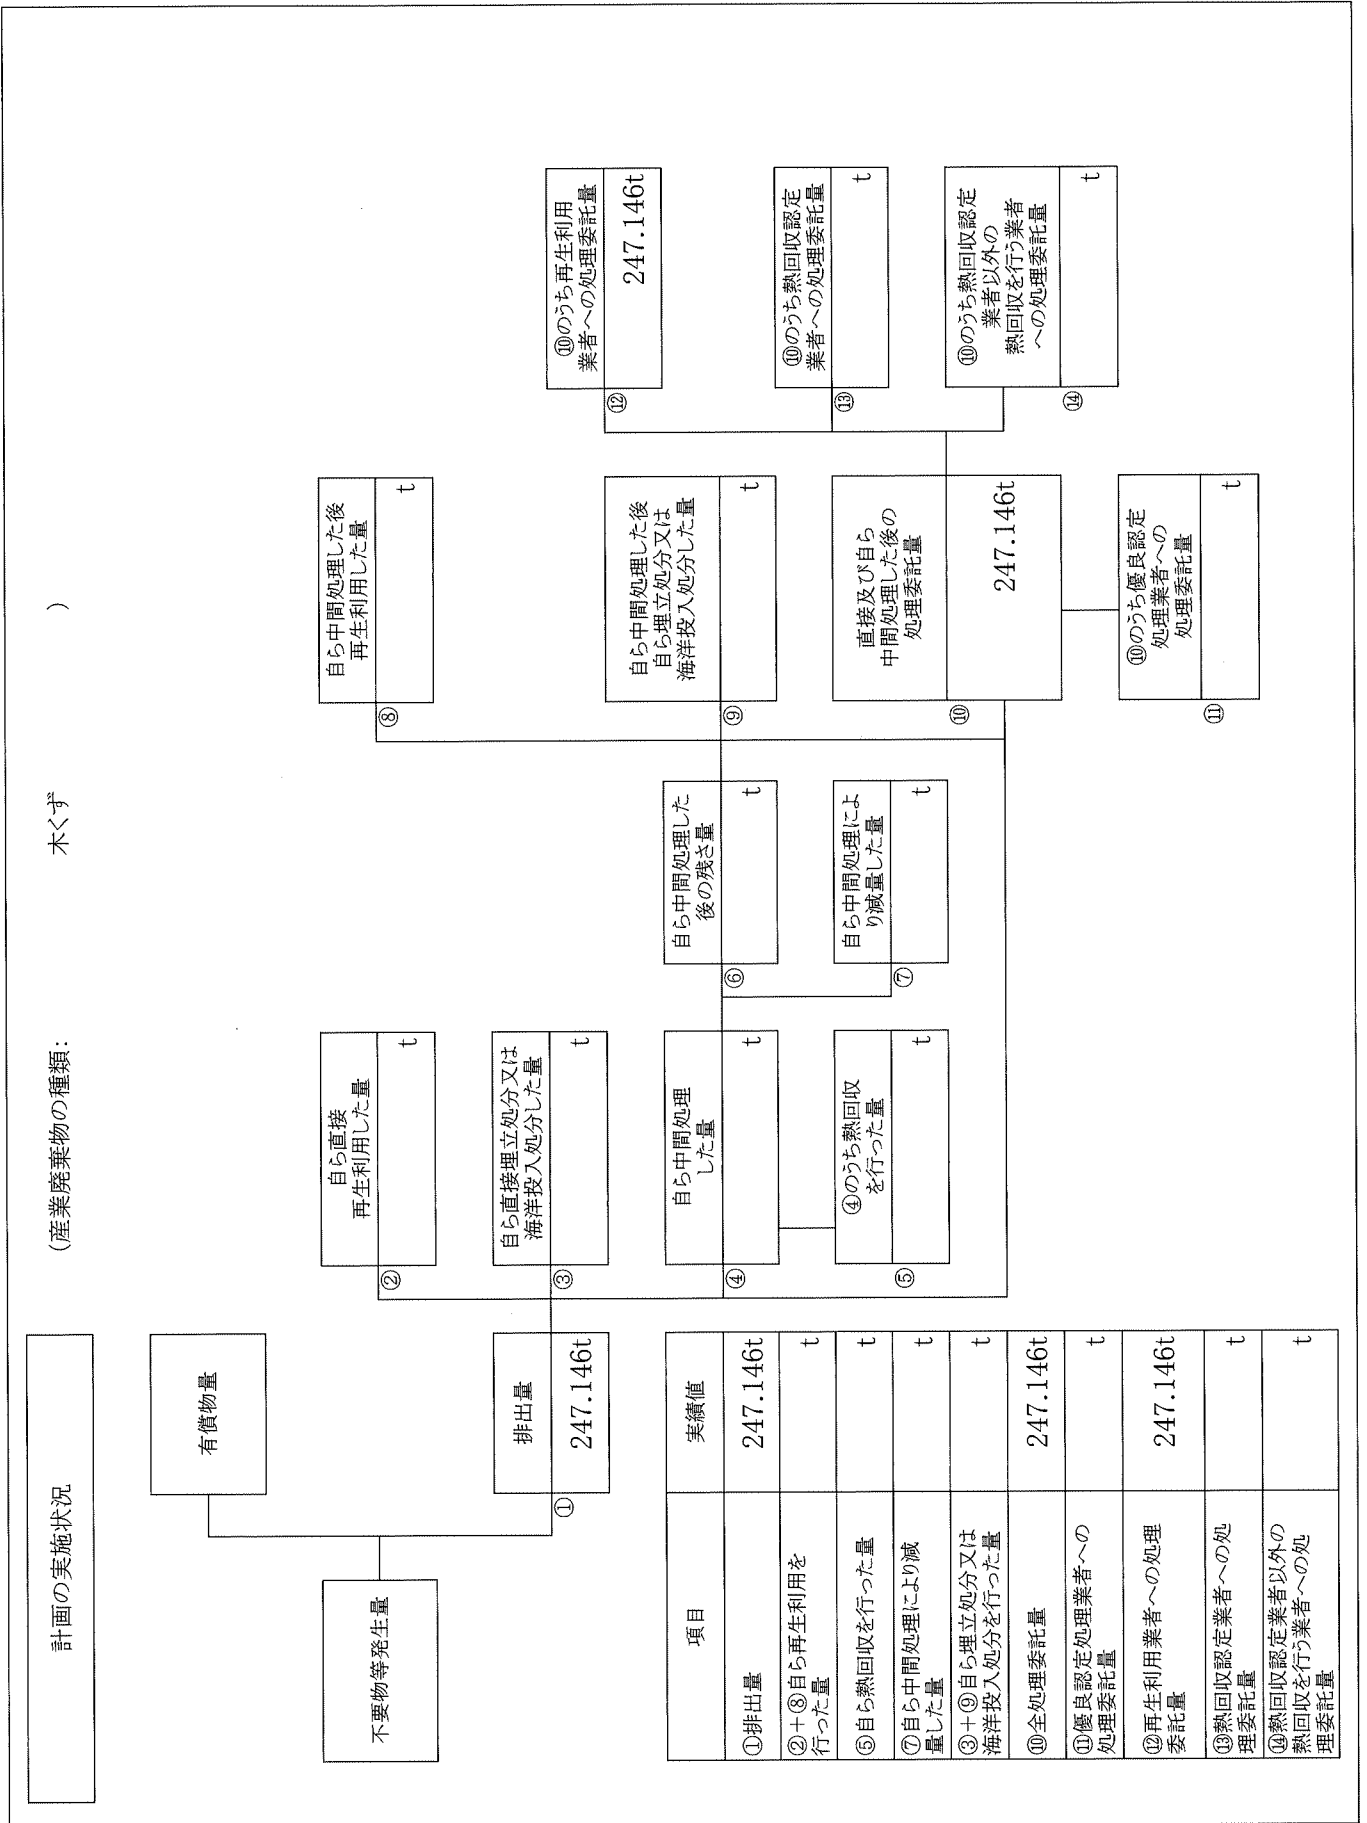 計画の実施状況
(産業廃棄物の種類:　木くず　)
不要物等発生量
有償物量
排出量
①
247.146t
自ら直接
再生利用した量
②
t
自ら直接埋立処分又は
海洋投入処分した量
③
t
自ら中間処理
した量
④
t
④のうち熱回収
を行った量
⑤
t
自ら中間処理した
後の残さ量
⑥
t
自ら中間処理によ
り減量した量
⑦
t
自ら中間処理した後
再生利用した量
⑧
t
自ら中間処理した後
自ら埋立処分又は
海洋投入処分した量
⑨
t
直接及び自ら
中間処理した後の
処理委託量
⑩
247.146t
⑩のうち優良認定
処理業者への
処理委託量
⑪
t
⑩のうち再生利用
業者への処理委託量
⑫
247.146t
⑩のうち熱回収認定
業者への処理委託量
⑬
t
⑩のうち熱回収認定
業者以外の
熱回収を行う業者
への処理委託量
⑭
t
項目　実績値
①排出量　247.146t
②+⑧自ら再生利用を
行った量　t
⑤自ら熱回収を行った量　t
⑦自ら中間処理により減
量した量　t
③+⑨自ら埋立処分又は
海洋投入処分を行った量　t
⑩全処理委託量　247.146t
⑪優良認定処理業者への
処理委託量　t
⑫再生利用業者への処理
委託量　247.146t
⑬熱回収認定業者への処
理委託量　t
⑭熱回収認定業者以外の
熱回収を行う業者への処
理委託量　t